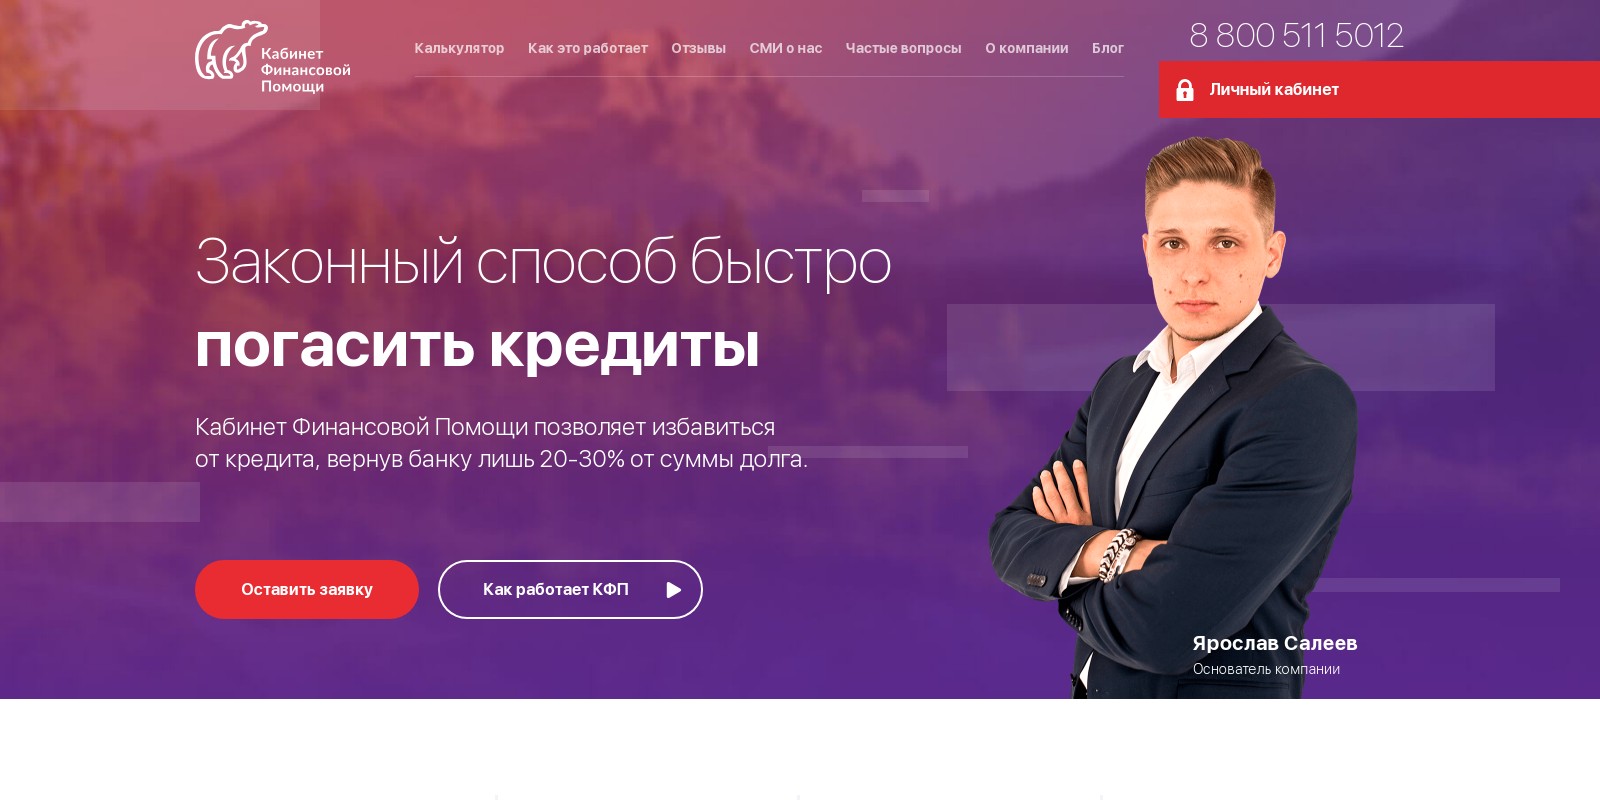 Кабинет
Финансовой
Помощи
Калькулятор Как это работает Отзывы СМИ о нас Частые вопросы О компании Блог
8 800 511 5012
Личный кабинет
Законный способ быстро
погасить кредиты
Кабинет Финансовой Помощи позволяет избавиться
от кредита, вернув банку лишь 20-30% от суммы долга.
Оставить заявку
Как работает КФП
Ярослав Салеев
Основатель компании